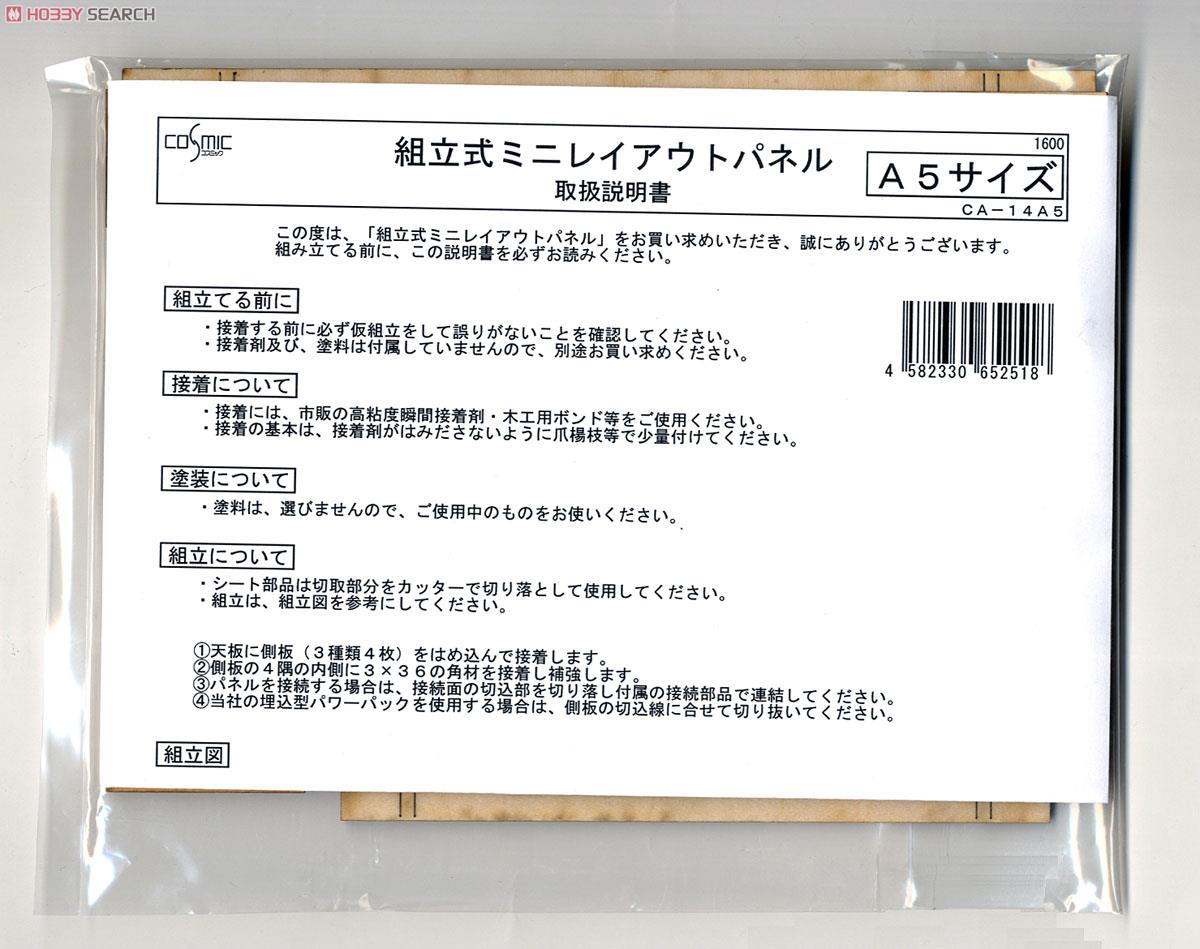 HOBBY SEARCH
COSMIC
コスミック
組立式ミニレイアウトパネル
取扱説明書
1600
A5サイズ
CA-14A5
この度は、「組立式ミニレイアウトパネル」をお買い求めいただき、誠にありがとうございます。
組み立てる前に、この説明書を必ずお読みください。
組立てる前に
・接着する前に必ず仮組立をして誤りがないことを確認してください。
・接着剤及び、塗料は付属していませんので、別途お買い求めください。
4 582330 652518
接着について
・接着には、市販の高粘度瞬間接着剤・木工用ボンド等をご使用ください。
・接着の基本は、接着剤がはみださないように爪楊枝等で少量付けてください。
塗装について
・塗料は、選びませんので、ご使用中のものをお使いください。
組立について
・シート部品は切取部分をカッターで切り落として使用してください。
・組立は、組立図を参考にしてください。
①天板に側板（3種類4枚）をはめ込んで接着します。
②側板の4隅の内側に3×36の角材を接着し補強します。
③パネルを接続する場合は、接続面の切込部を切り落し付属の接続部品で連結してください。
④当社の埋込型パワーパックを使用する場合は、側板の切込線に合せて切り抜いてください。
組立図